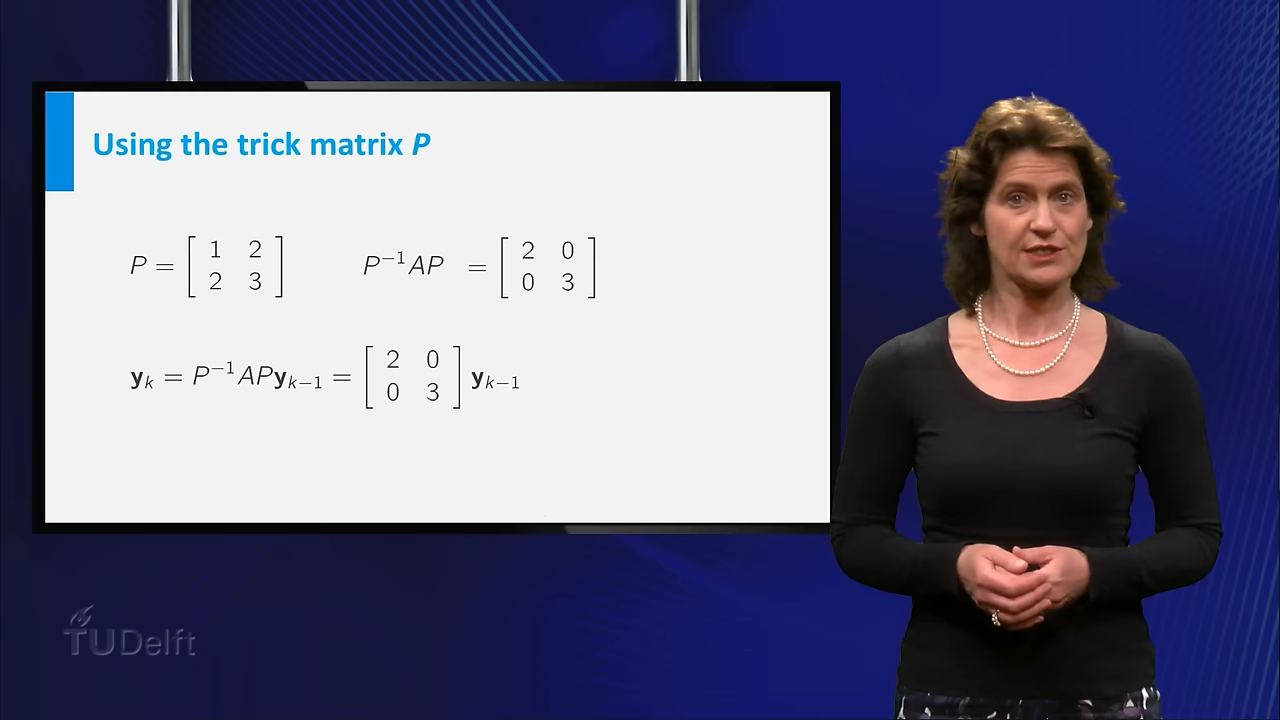 Using the trick matrix P
P = [ 1 2 ; 2 3 ] P⁻¹AP = [ 2 0 ; 0 3 ]
yₖ = P⁻¹APyₖ₋₁ = [ 2 0 ; 0 3 ] yₖ₋₁
TUDelft